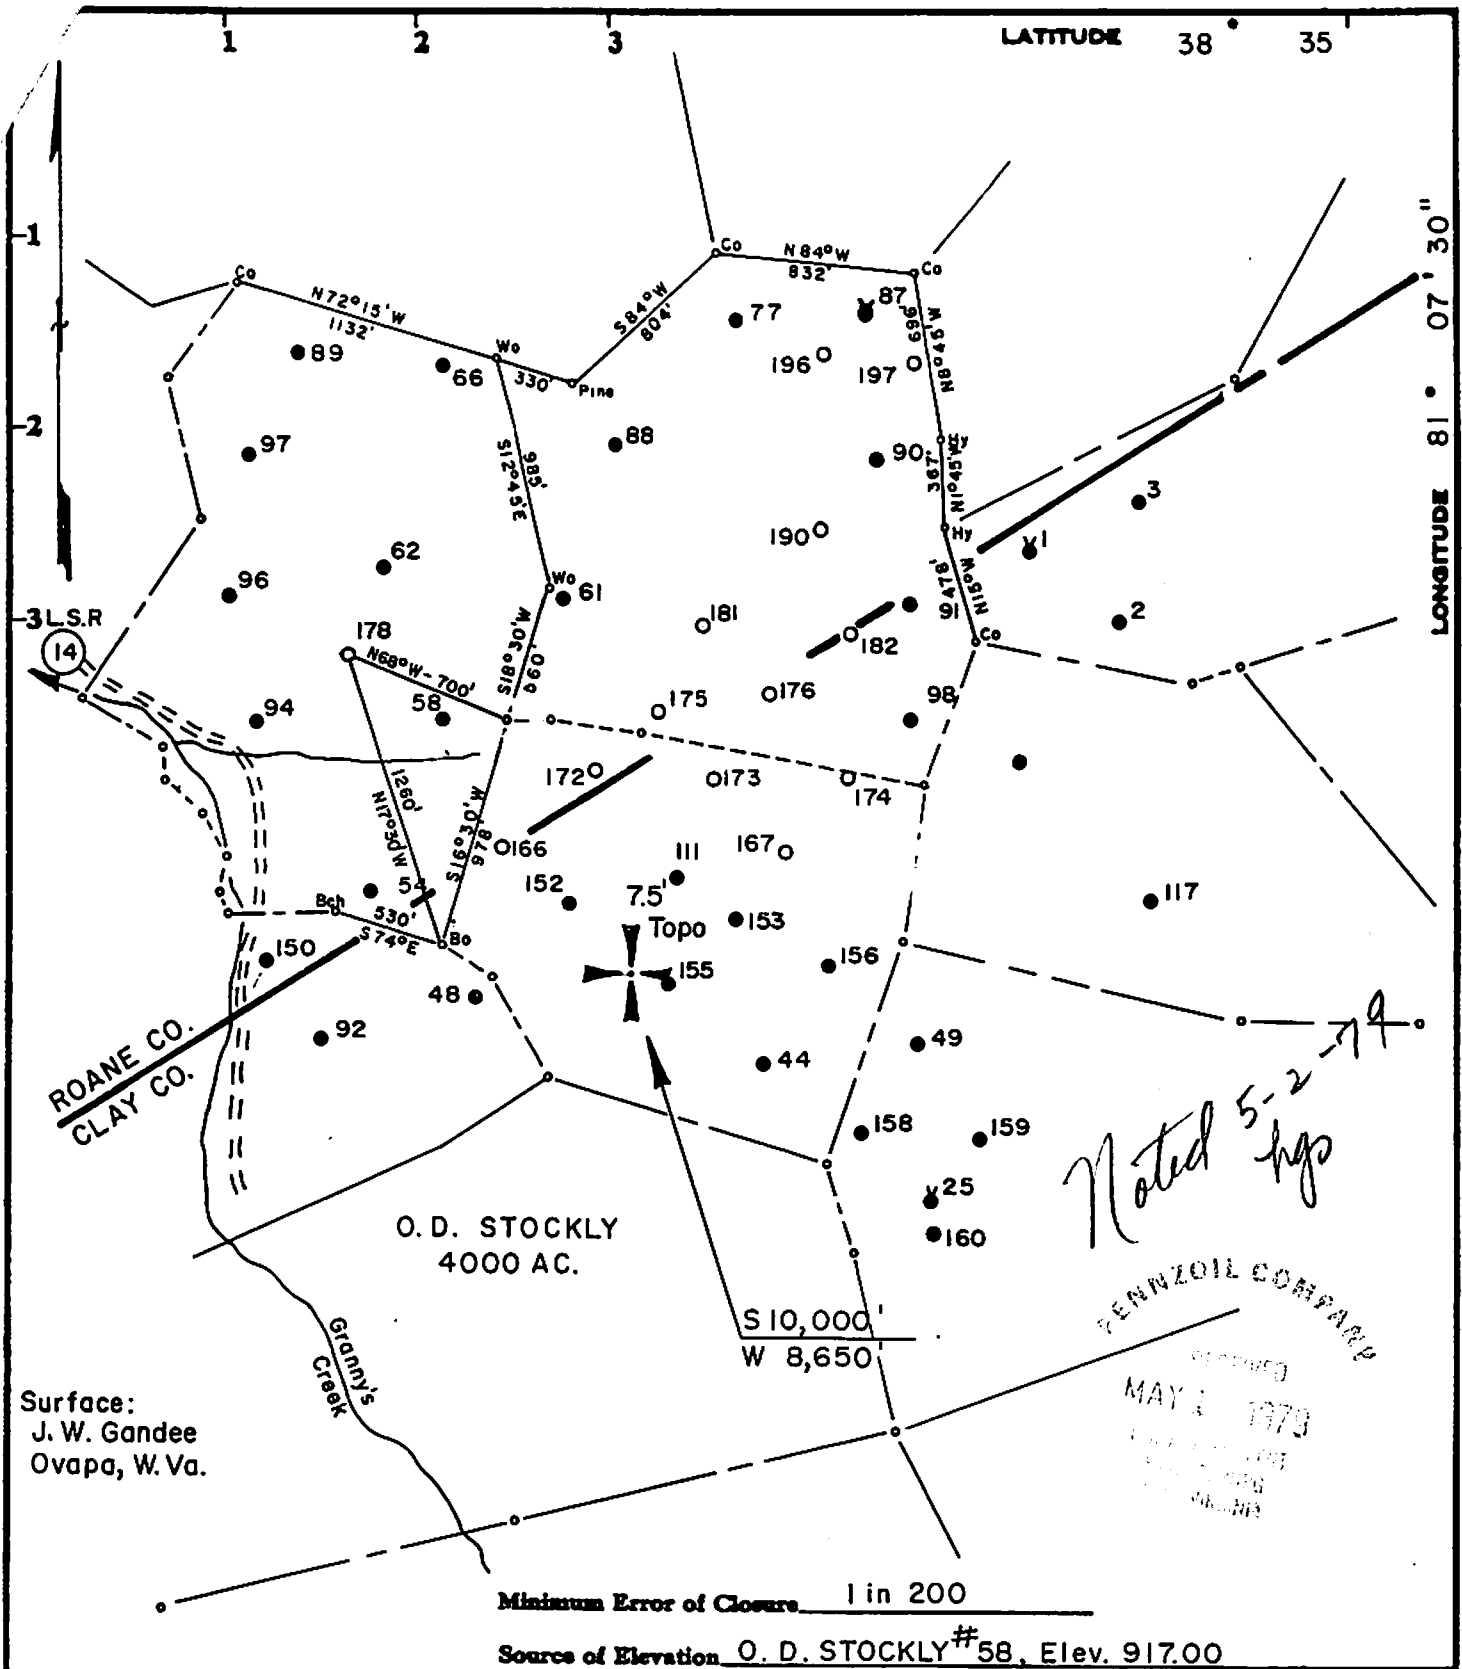 1 2 3 LATITUDE 38 ° 35
-1
-2
-3
LONGITUDE 81 ° 07' 30"
Co
N72°15'W
1132'
Wo
330'
Pine
S84°W
804'
Co
N84°W
832'
Co
N8°45'W
699'
Hy
N1°45'W
367'
Hy
N15°W
478'
Co
77
87
196
197
89
66
97
88
90
3
1
2
S12°45'E
985'
190
62
96
Wo
61
181
182
91
L.S.R
14
178
N68°W-700'
S18°30'W
660'
94
58
175
176
98
172
173
174
1260'
N17°30'W
S16°30'W
978'
166
167
111
152
153
54
Bch
530'
S74°E
Bo
7.5'
Topo
117
150
155
156
48
92
44
49
ROANE CO.
CLAY CO.
158
159
25
160
Noted 5-2-79
hgs
O. D. STOCKLY
4000 AC.
S 10,000'
W 8,650'
Granny's
Creek
Surface:
J. W. Gandee
Ovapa, W. Va.
PENNZOIL COMPANY
RECEIVED
MAY 1979
Minimum Error of Closure 1 in 200
Source of Elevation O. D. STOCKLY #58, Elev. 917.00